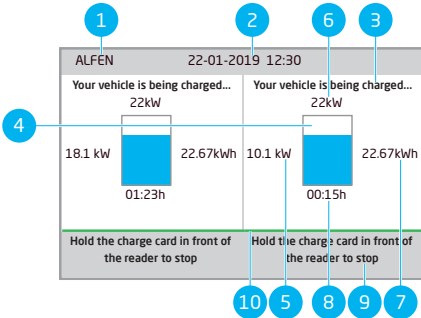 1 2 6 3
ALFEN 22-01-2019 12:30
Your vehicle is being charged... Your vehicle is being charged...
22kW 22kW
4
18.1 kW 22.67kWh 10.1 kW 22.67kWh
01:23h 00:15h
Hold the charge card in front of Hold the charge card in front of
the reader to stop the reader to stop
10 5 8 9 7